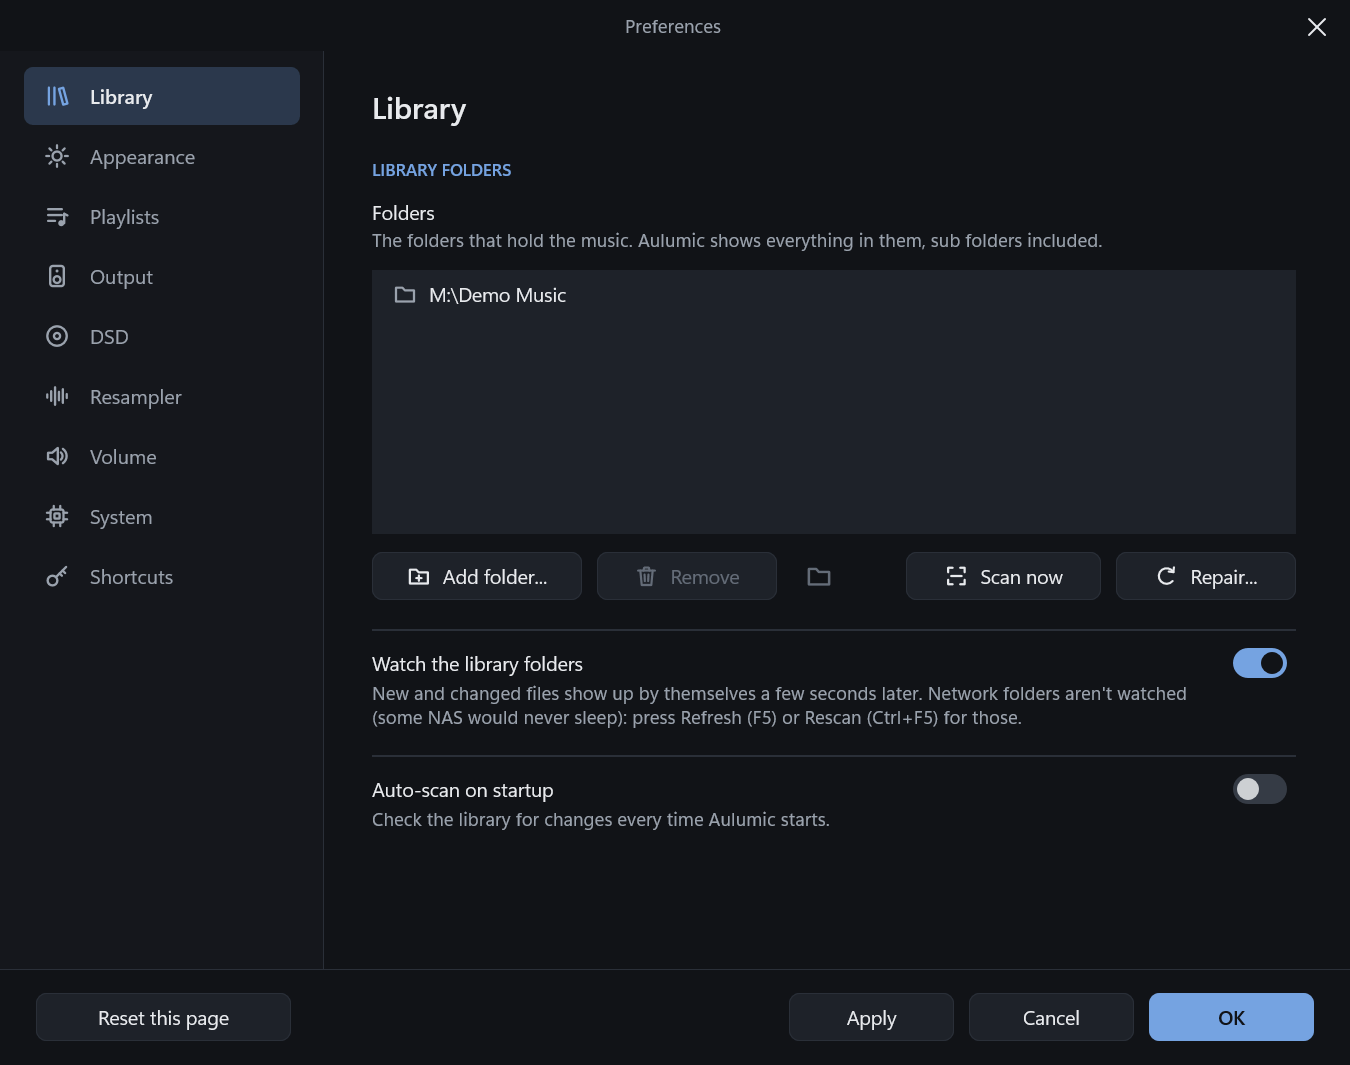 Preferences
Library
Appearance
Playlists
Output
DSD
Resampler
Volume
System
Shortcuts
Library
LIBRARY FOLDERS
Folders
The folders that hold the music. Aulumic shows everything in them, sub folders included.
M:\Demo Music
Add folder...
Remove
Scan now
Repair...
Watch the library folders
New and changed files show up by themselves a few seconds later. Network folders aren't watched
(some NAS would never sleep): press Refresh (F5) or Rescan (Ctrl+F5) for those.
Auto-scan on startup
Check the library for changes every time Aulumic starts.
Reset this page
Apply
Cancel
OK